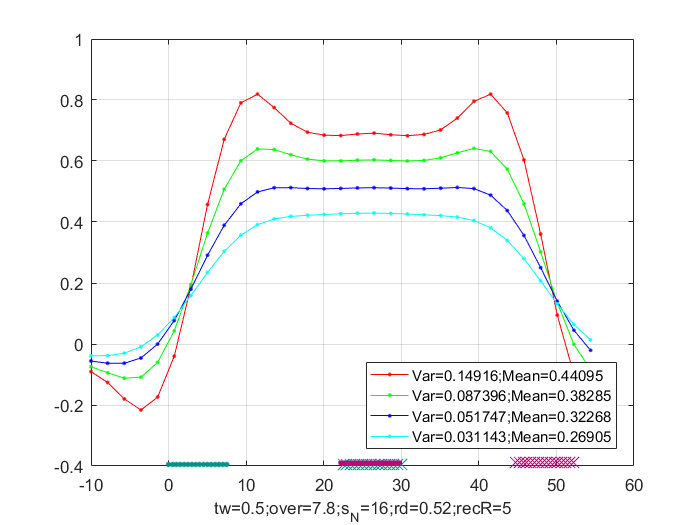 1
0.8
0.6
0.4
0.2
0
-0.2
-0.4
Var=0.14916;Mean=0.44095
Var=0.087396;Mean=0.38285
Var=0.051747;Mean=0.32268
Var=0.031143;Mean=0.26905
-10 0 10 20 30 40 50 60
tw=0.5;over=7.8;s_N=16;rd=0.52;recR=5